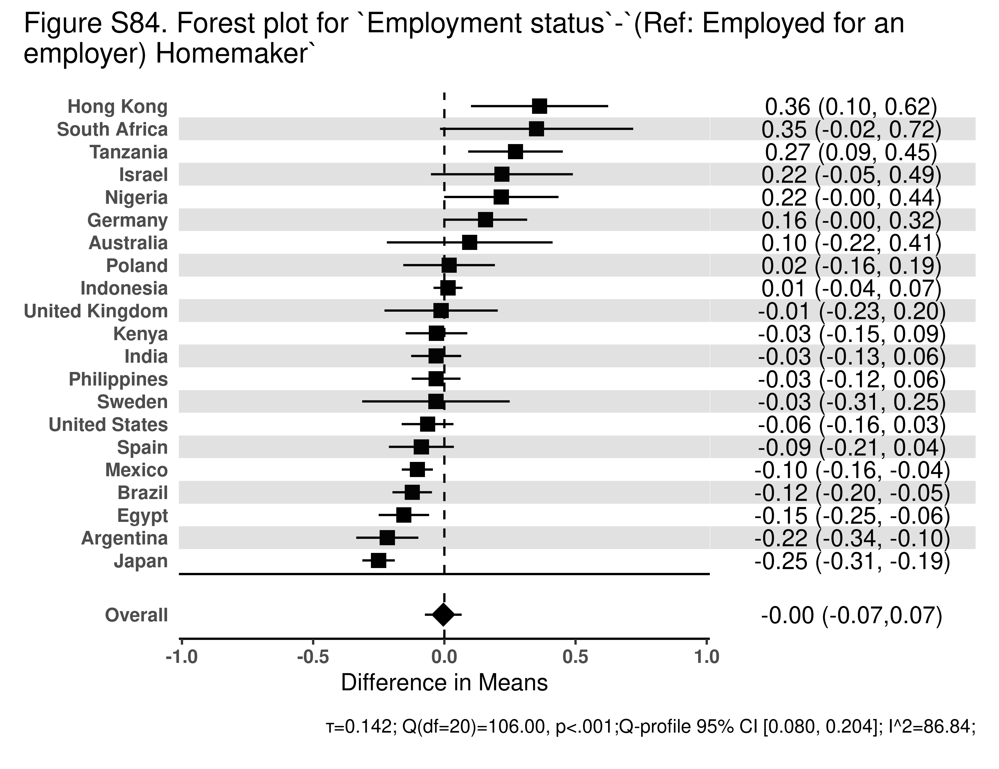 Figure S84. Forest plot for `Employment status`-`(Ref: Employed for an
employer) Homemaker`
Hong Kong 0.36 (0.10, 0.62)
South Africa 0.35 (-0.02, 0.72)
Tanzania 0.27 (0.09, 0.45)
Israel 0.22 (-0.05, 0.49)
Nigeria 0.22 (-0.00, 0.44)
Germany 0.16 (-0.00, 0.32)
Australia 0.10 (-0.22, 0.41)
Poland 0.02 (-0.16, 0.19)
Indonesia 0.01 (-0.04, 0.07)
United Kingdom -0.01 (-0.23, 0.20)
Kenya -0.03 (-0.15, 0.09)
India -0.03 (-0.13, 0.06)
Philippines -0.03 (-0.12, 0.06)
Sweden -0.03 (-0.31, 0.25)
United States -0.06 (-0.16, 0.03)
Spain -0.09 (-0.21, 0.04)
Mexico -0.10 (-0.16, -0.04)
Brazil -0.12 (-0.20, -0.05)
Egypt -0.15 (-0.25, -0.06)
Argentina -0.22 (-0.34, -0.10)
Japan -0.25 (-0.31, -0.19)
Overall -0.00 (-0.07,0.07)
-1.0 -0.5 0.0 0.5 1.0
Difference in Means
τ=0.142; Q(df=20)=106.00, p<.001;Q-profile 95% CI [0.080, 0.204]; I^2=86.84;